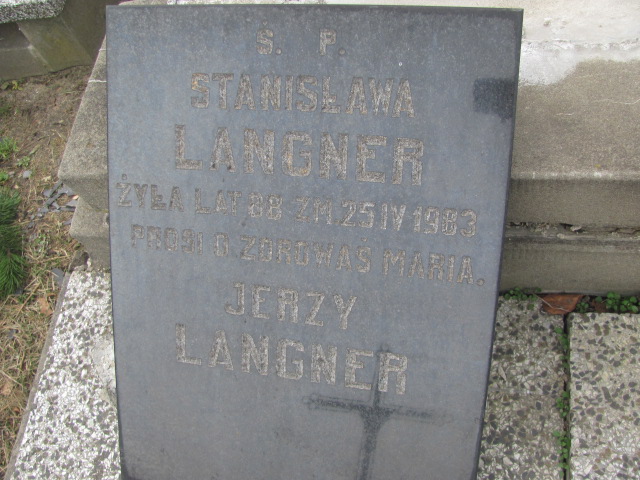 Ś. P.
STANISŁAWA
LANGNER
ŻYŁA LAT 88 ZM. 25 IV 1983
PROSI O ZDROWAŚ MARIA.
JERZY
LANGNER